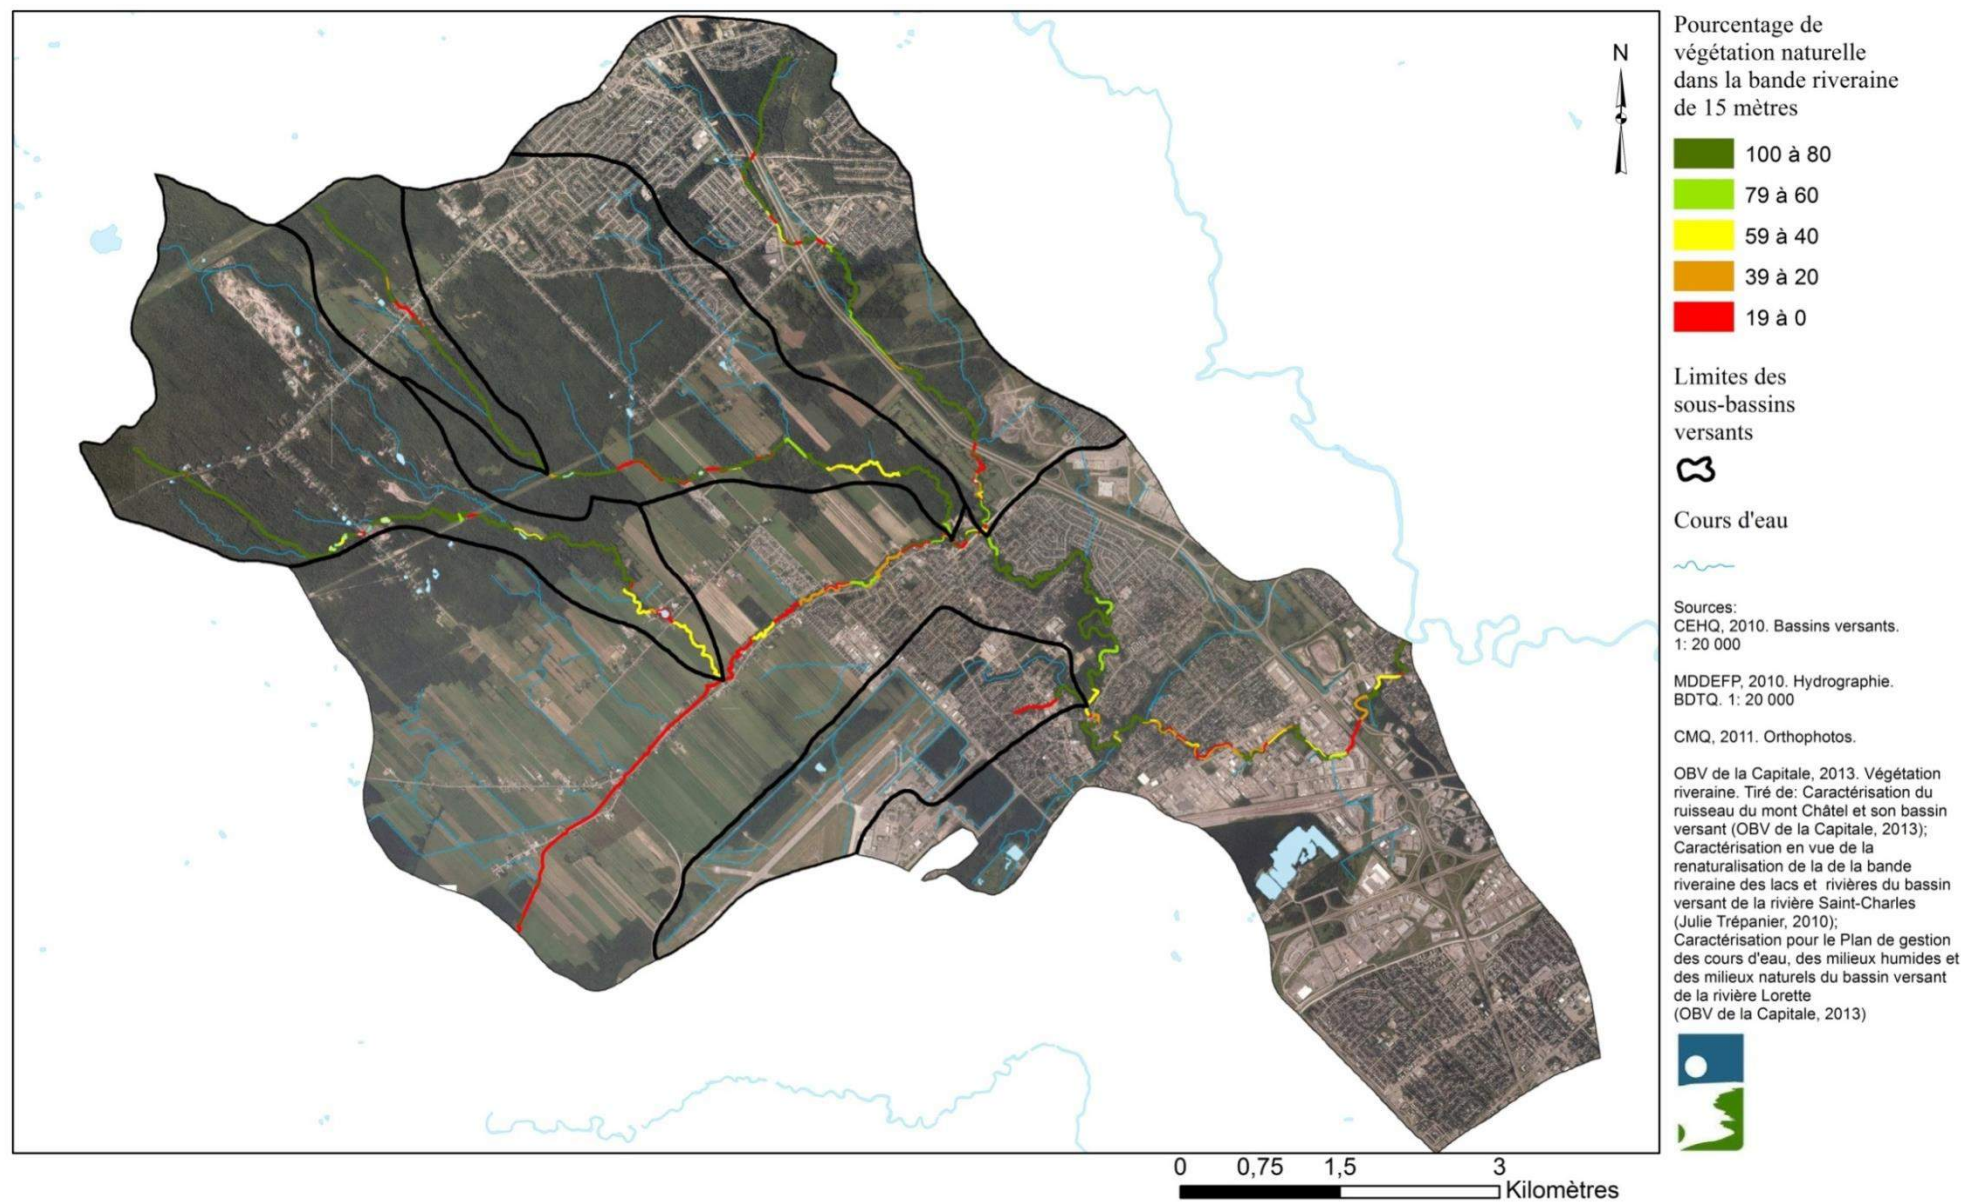 Pourcentage de
végétation naturelle
dans la bande riveraine
de 15 mètres
N
100 à 80
79 à 60
59 à 40
39 à 20
19 à 0
Limites des
sous-bassins
versants
Cours d'eau
Sources:
CEHQ, 2010. Bassins versants.
1: 20 000
MDDEFP, 2010. Hydrographie.
BDTQ. 1: 20 000
CMQ, 2011. Orthophotos.
OBV de la Capitale, 2013. Végétation
riveraine. Tiré de: Caractérisation du
ruisseau du mont Châtel et son bassin
versant (OBV de la Capitale, 2013);
Caractérisation en vue de la
renaturalisation de la de la bande
riveraine des lacs et rivières du bassin
versant de la rivière Saint-Charles
(Julie Trépanier, 2010);
Caractérisation pour le Plan de gestion
des cours d'eau, des milieux humides et
des milieux naturels du bassin versant
de la rivière Lorette
(OBV de la Capitale, 2013)
0 0,75 1,5 3
Kilomètres